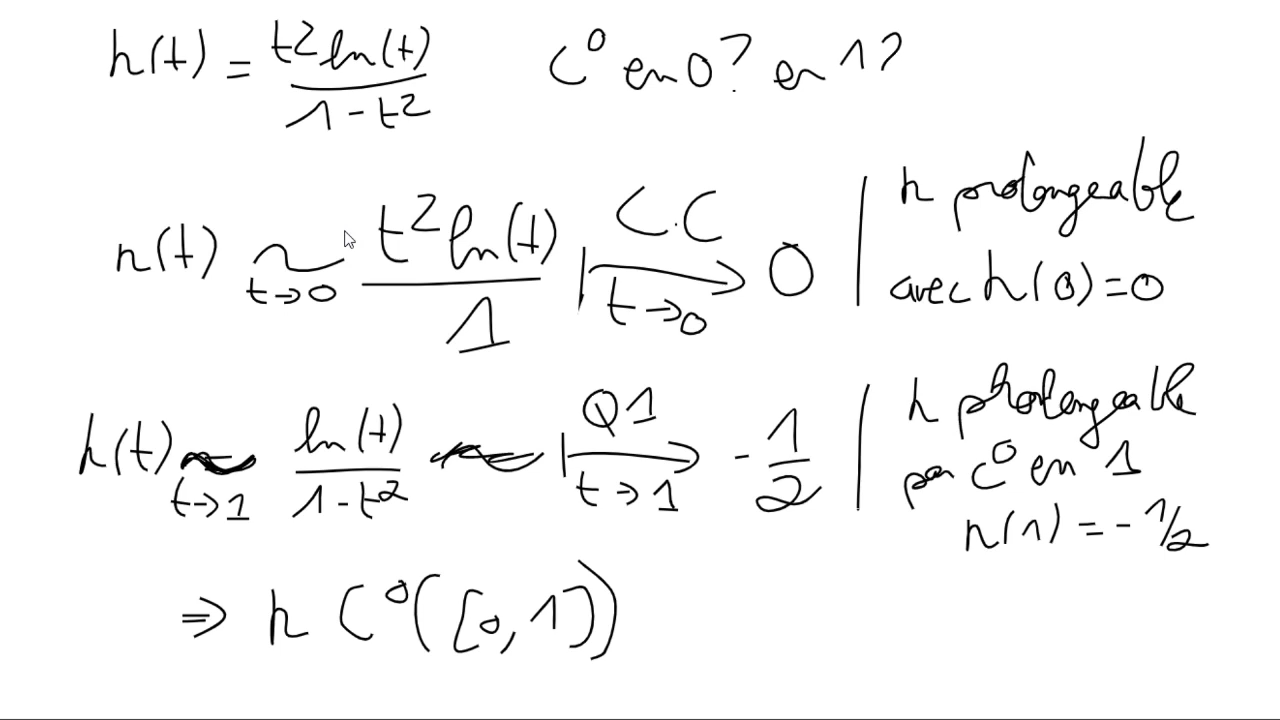 h(t) = t² ln(t) / 1 - t²   C⁰ en 0 ? en 1 ?
h(t) ~ t→0 t² ln(t) / 1 C.C ↦ t→0 0 | h prolongeable
avec h(0) = 0
h(t) ~ t→1 ln(t) / 1 - t² Q1 ↦ t→1 - 1/2 | h prolongeable
par C⁰ en 1
h(1) = - 1/2
⇒ h C⁰([0, 1])